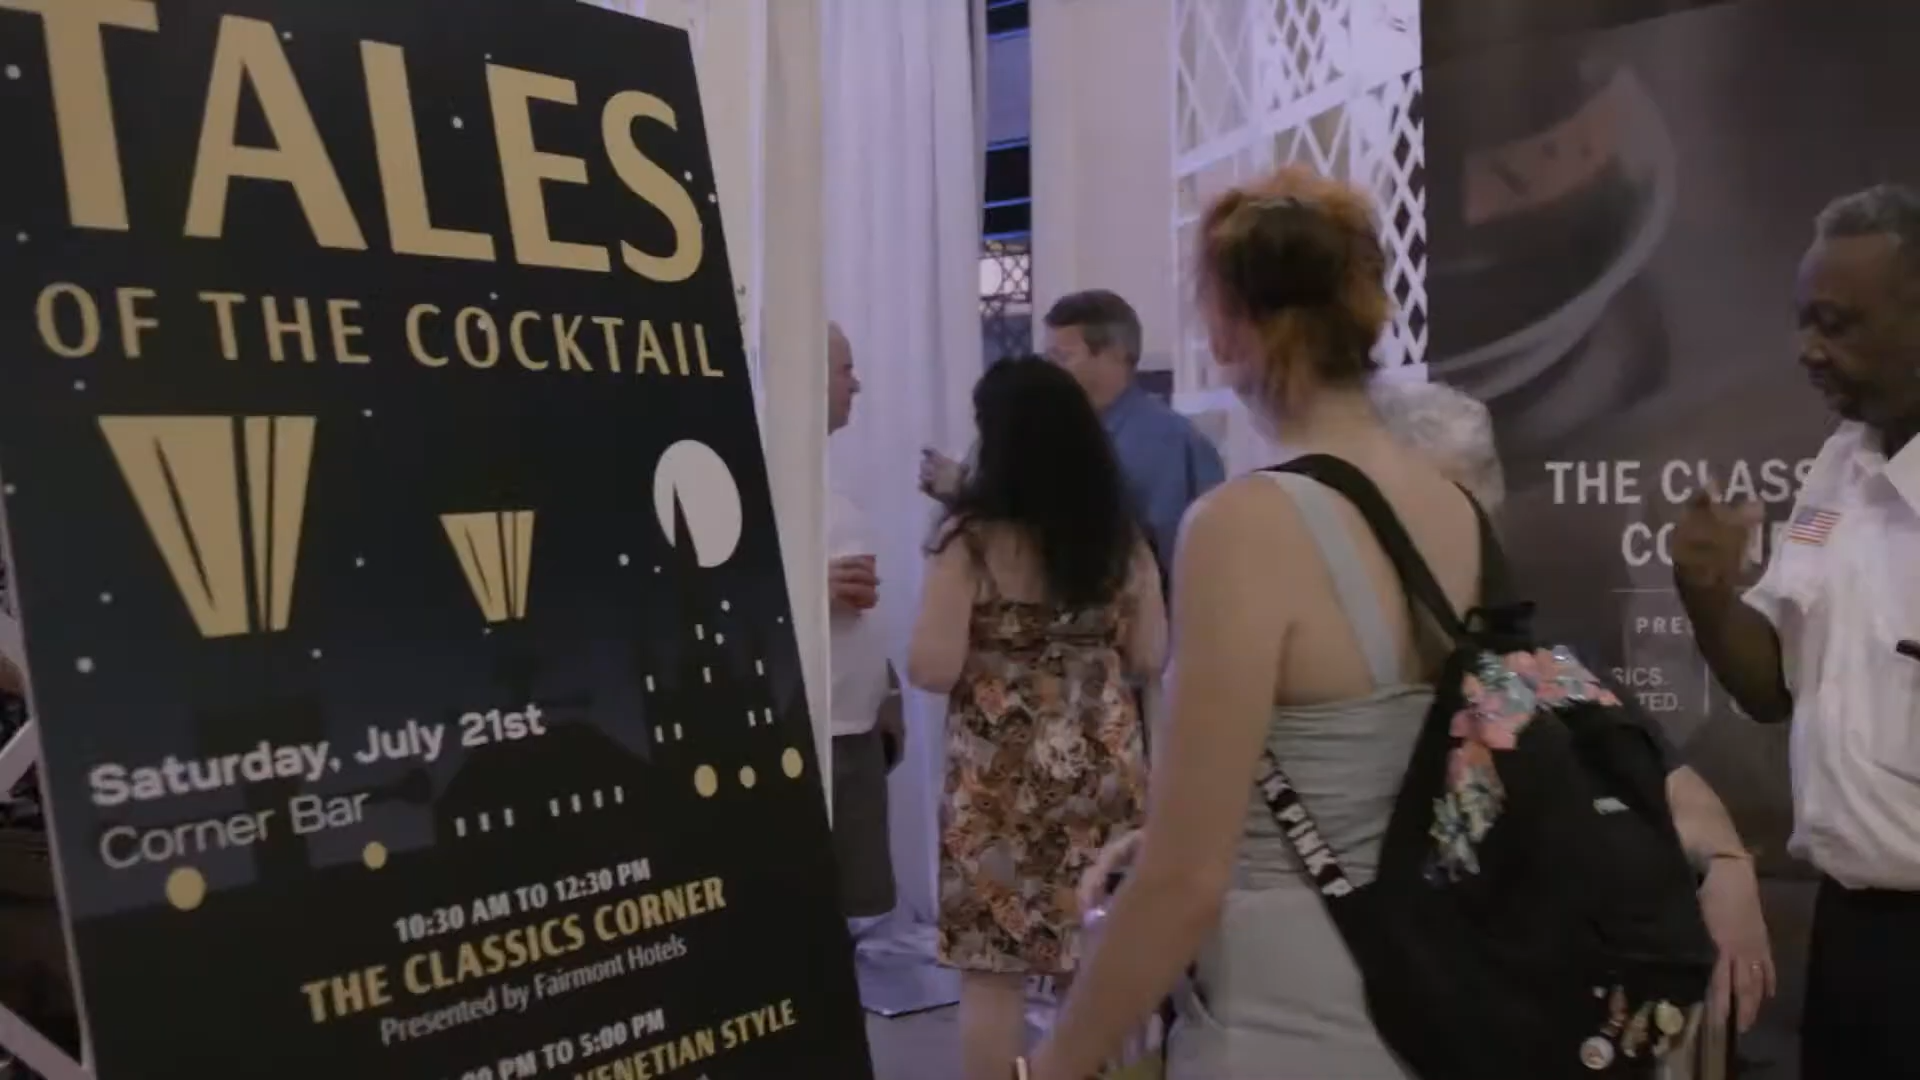 TALES
OF THE COCKTAIL
Saturday, July 21st
Corner Bar
10:30 AM TO 12:30 PM
THE CLASSICS CORNER
Presented by Fairmont Hotels
PM TO 5:00 PM
VENETIAN STYLE
THE CLASS
PINK P